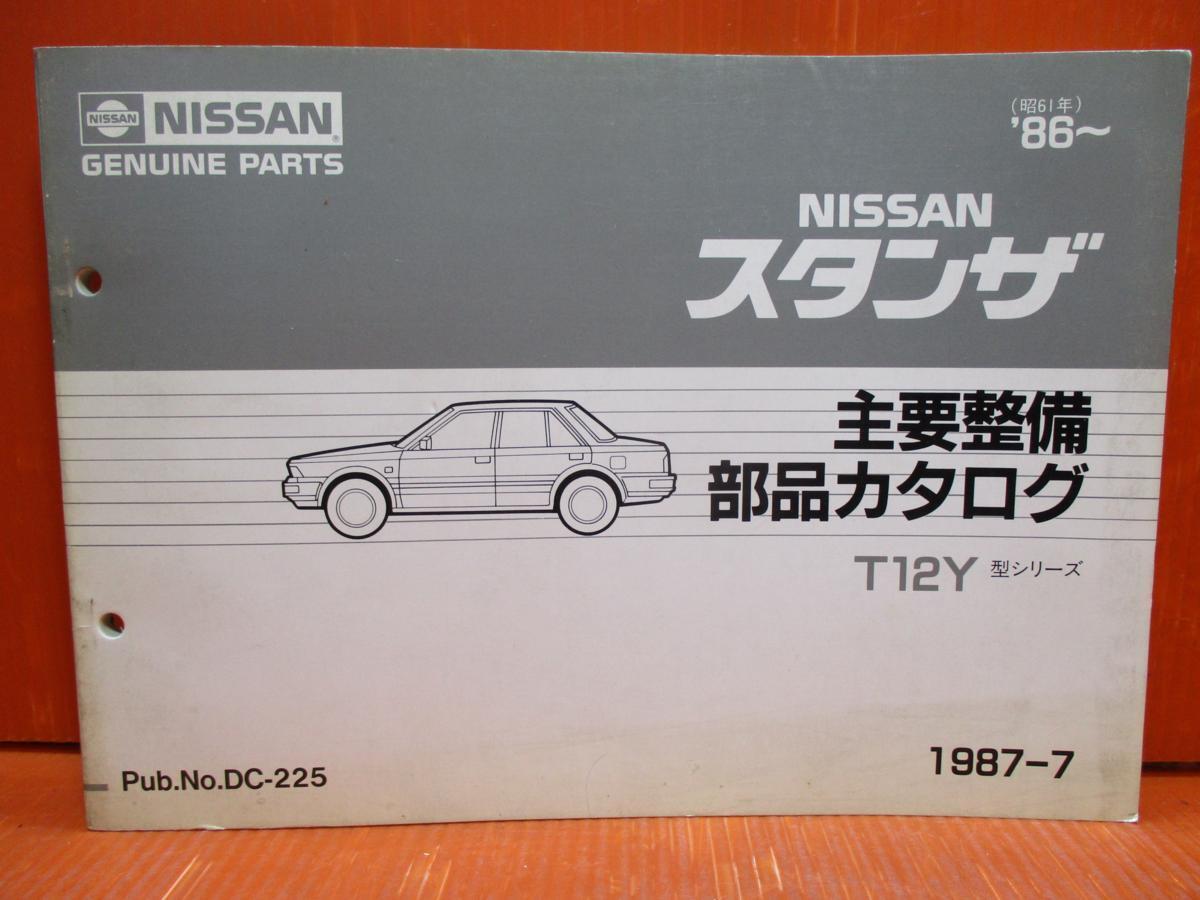 NISSAN NISSAN®
GENUINE PARTS
(昭61年)
'86〜
NISSAN
スタンザ
主要整備
部品カタログ
T12Y 型シリーズ
Pub.No.DC-225
1987-7